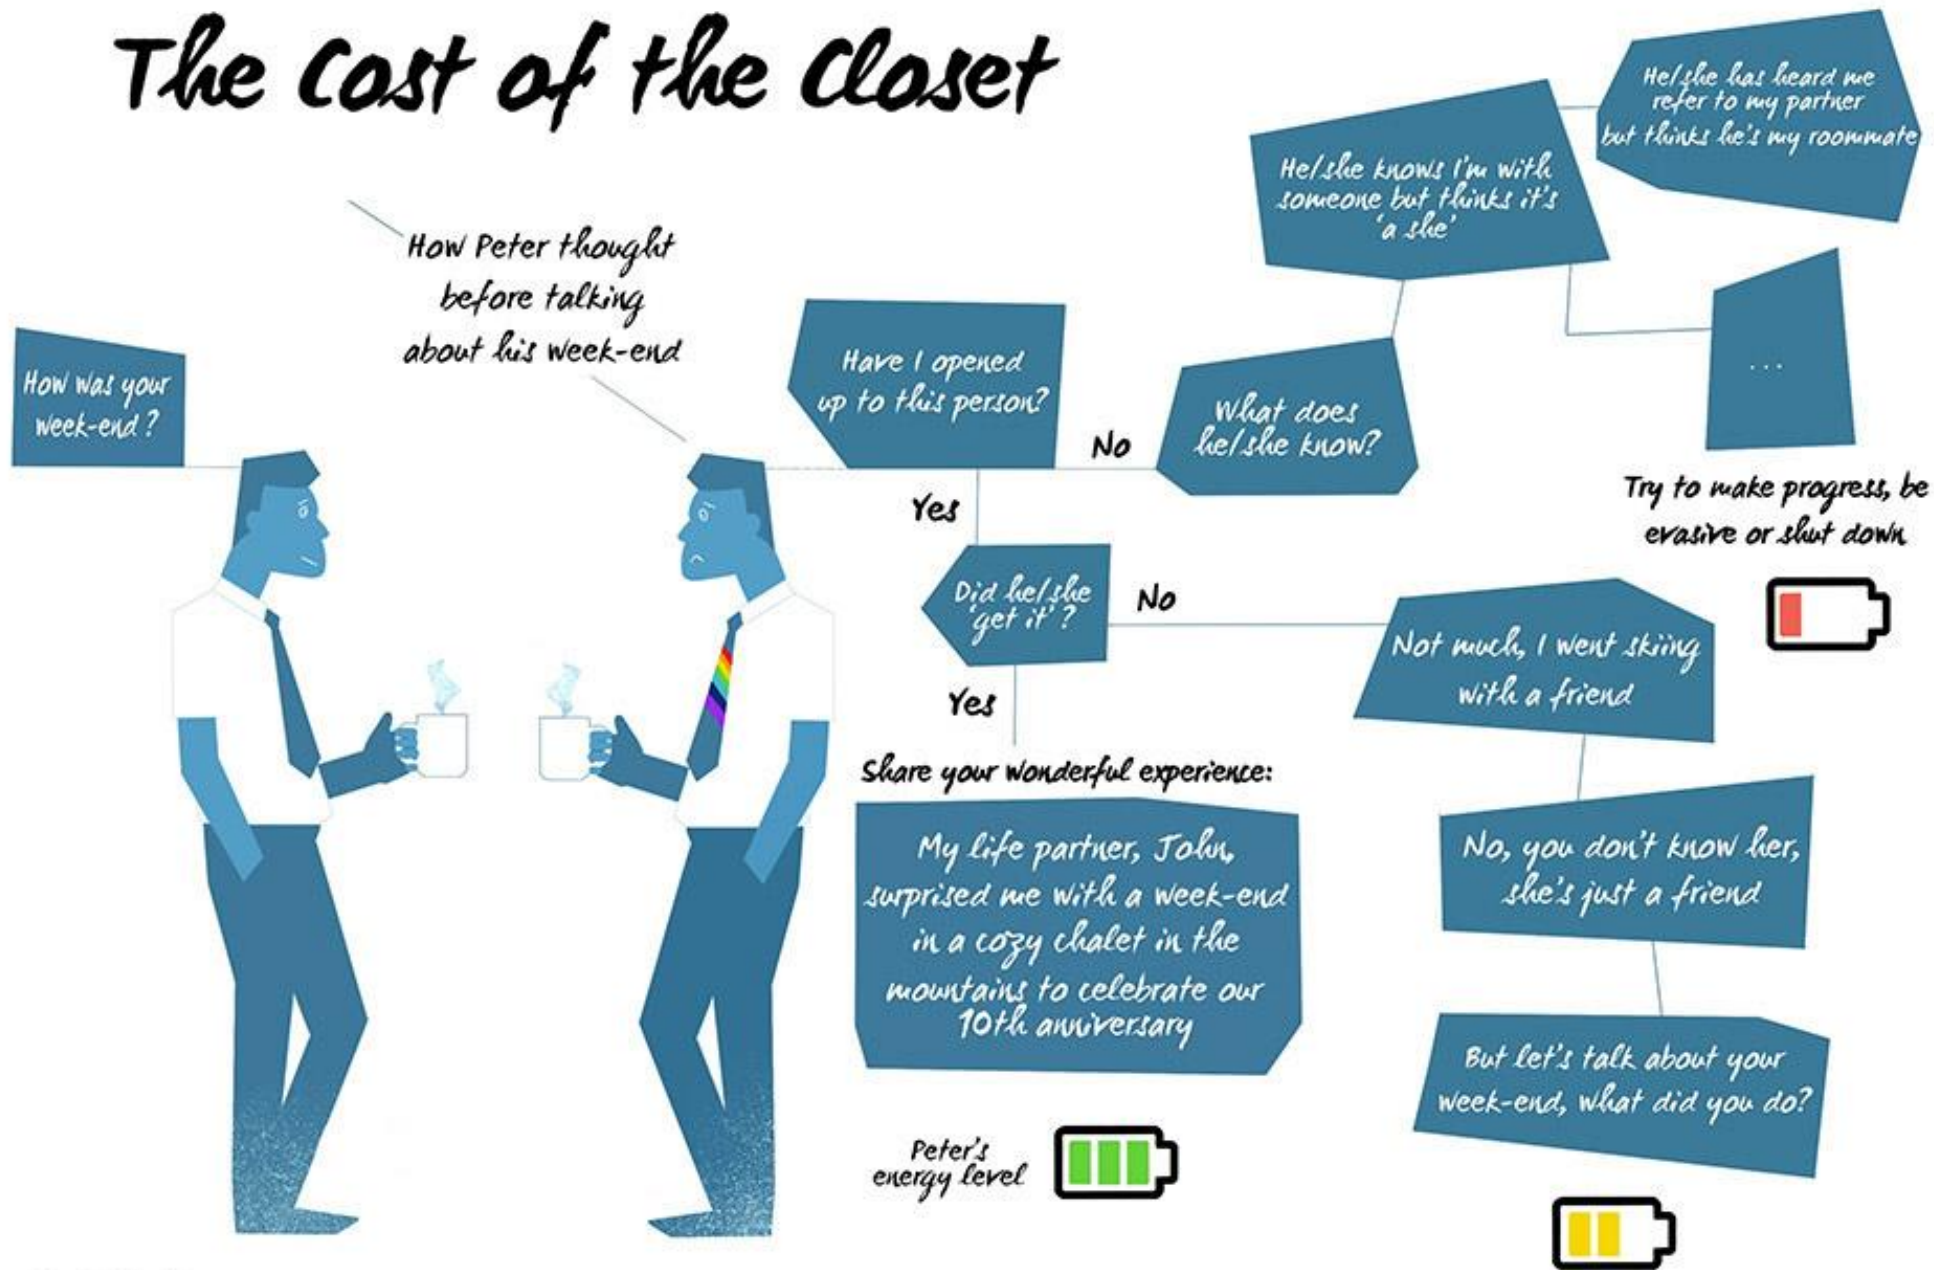 The Cost of the Closet
How Peter thought
before talking
about his week-end
How was your
week-end?
Have I opened
up to this person?
No
What does
he/she know?
He/she knows I'm with
someone but thinks it's
'a she'
He/she has heard me
refer to my partner
but thinks he's my roommate
...
Try to make progress, be
evasive or shut down
Yes
Did he/she
'get it'?
No
Not much, I went skiing
with a friend
No, you don't know her,
she's just a friend
But let's talk about your
week-end, what did you do?
Yes
Share your wonderful experience:
My life partner, John,
surprised me with a week-end
in a cozy chalet in the
mountains to celebrate our
10th anniversary
Peter's
energy level